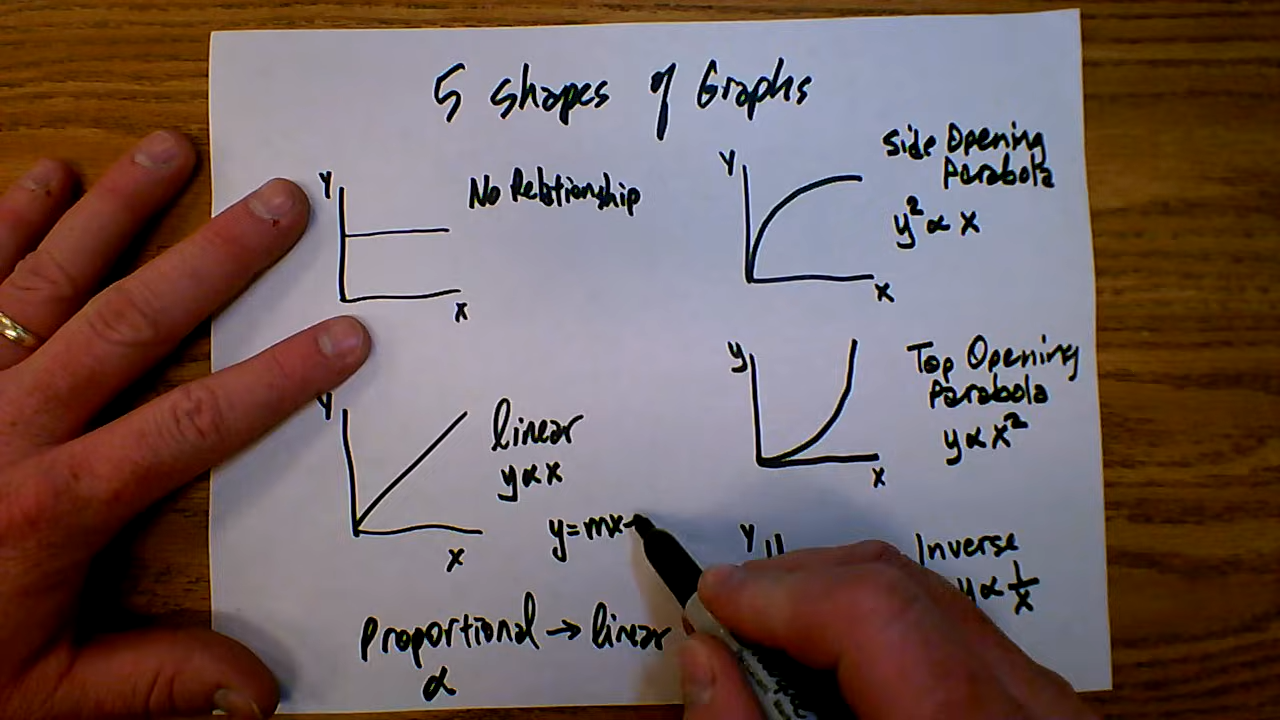 5 Shapes of Graphs
Y
No Relationship
X
Y
linear
y∝x
y=mx-
X
Proportional → linear
∝
Y
Side Opening
Parabola
y²∝ x
X
y
Top Opening
Parabola
y∝x²
X
Y
Inverse
y∝ 1/x